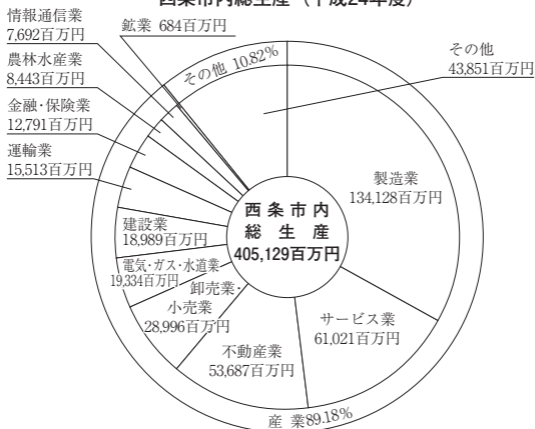 西条市内総生産（平成24年度）
情報通信業
7,692百万円
鉱業 684百万円
農林水産業
8,443百万円
金融・保険業
12,791百万円
運輸業
15,513百万円
建設業
18,989百万円
電気・ガス・水道業
19,334百万円
卸売業・
小売業
28,996百万円
不動産業
53,687百万円
サービス業
61,021百万円
製造業
134,128百万円
その他
43,851百万円
その他 10.82%
西条市内
総生産
405,129百万円
産業89.18%